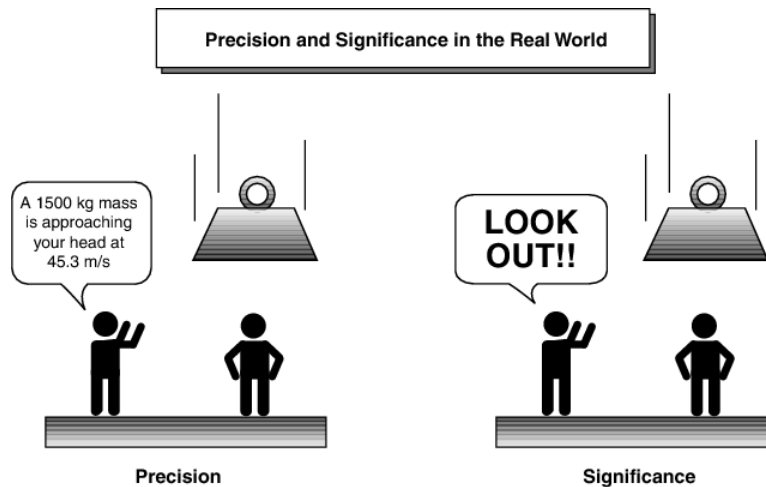 Precision and Significance in the Real World
A 1500 kg mass
is approaching
your head at
45.3 m/s
LOOK
OUT!!
Precision
Significance